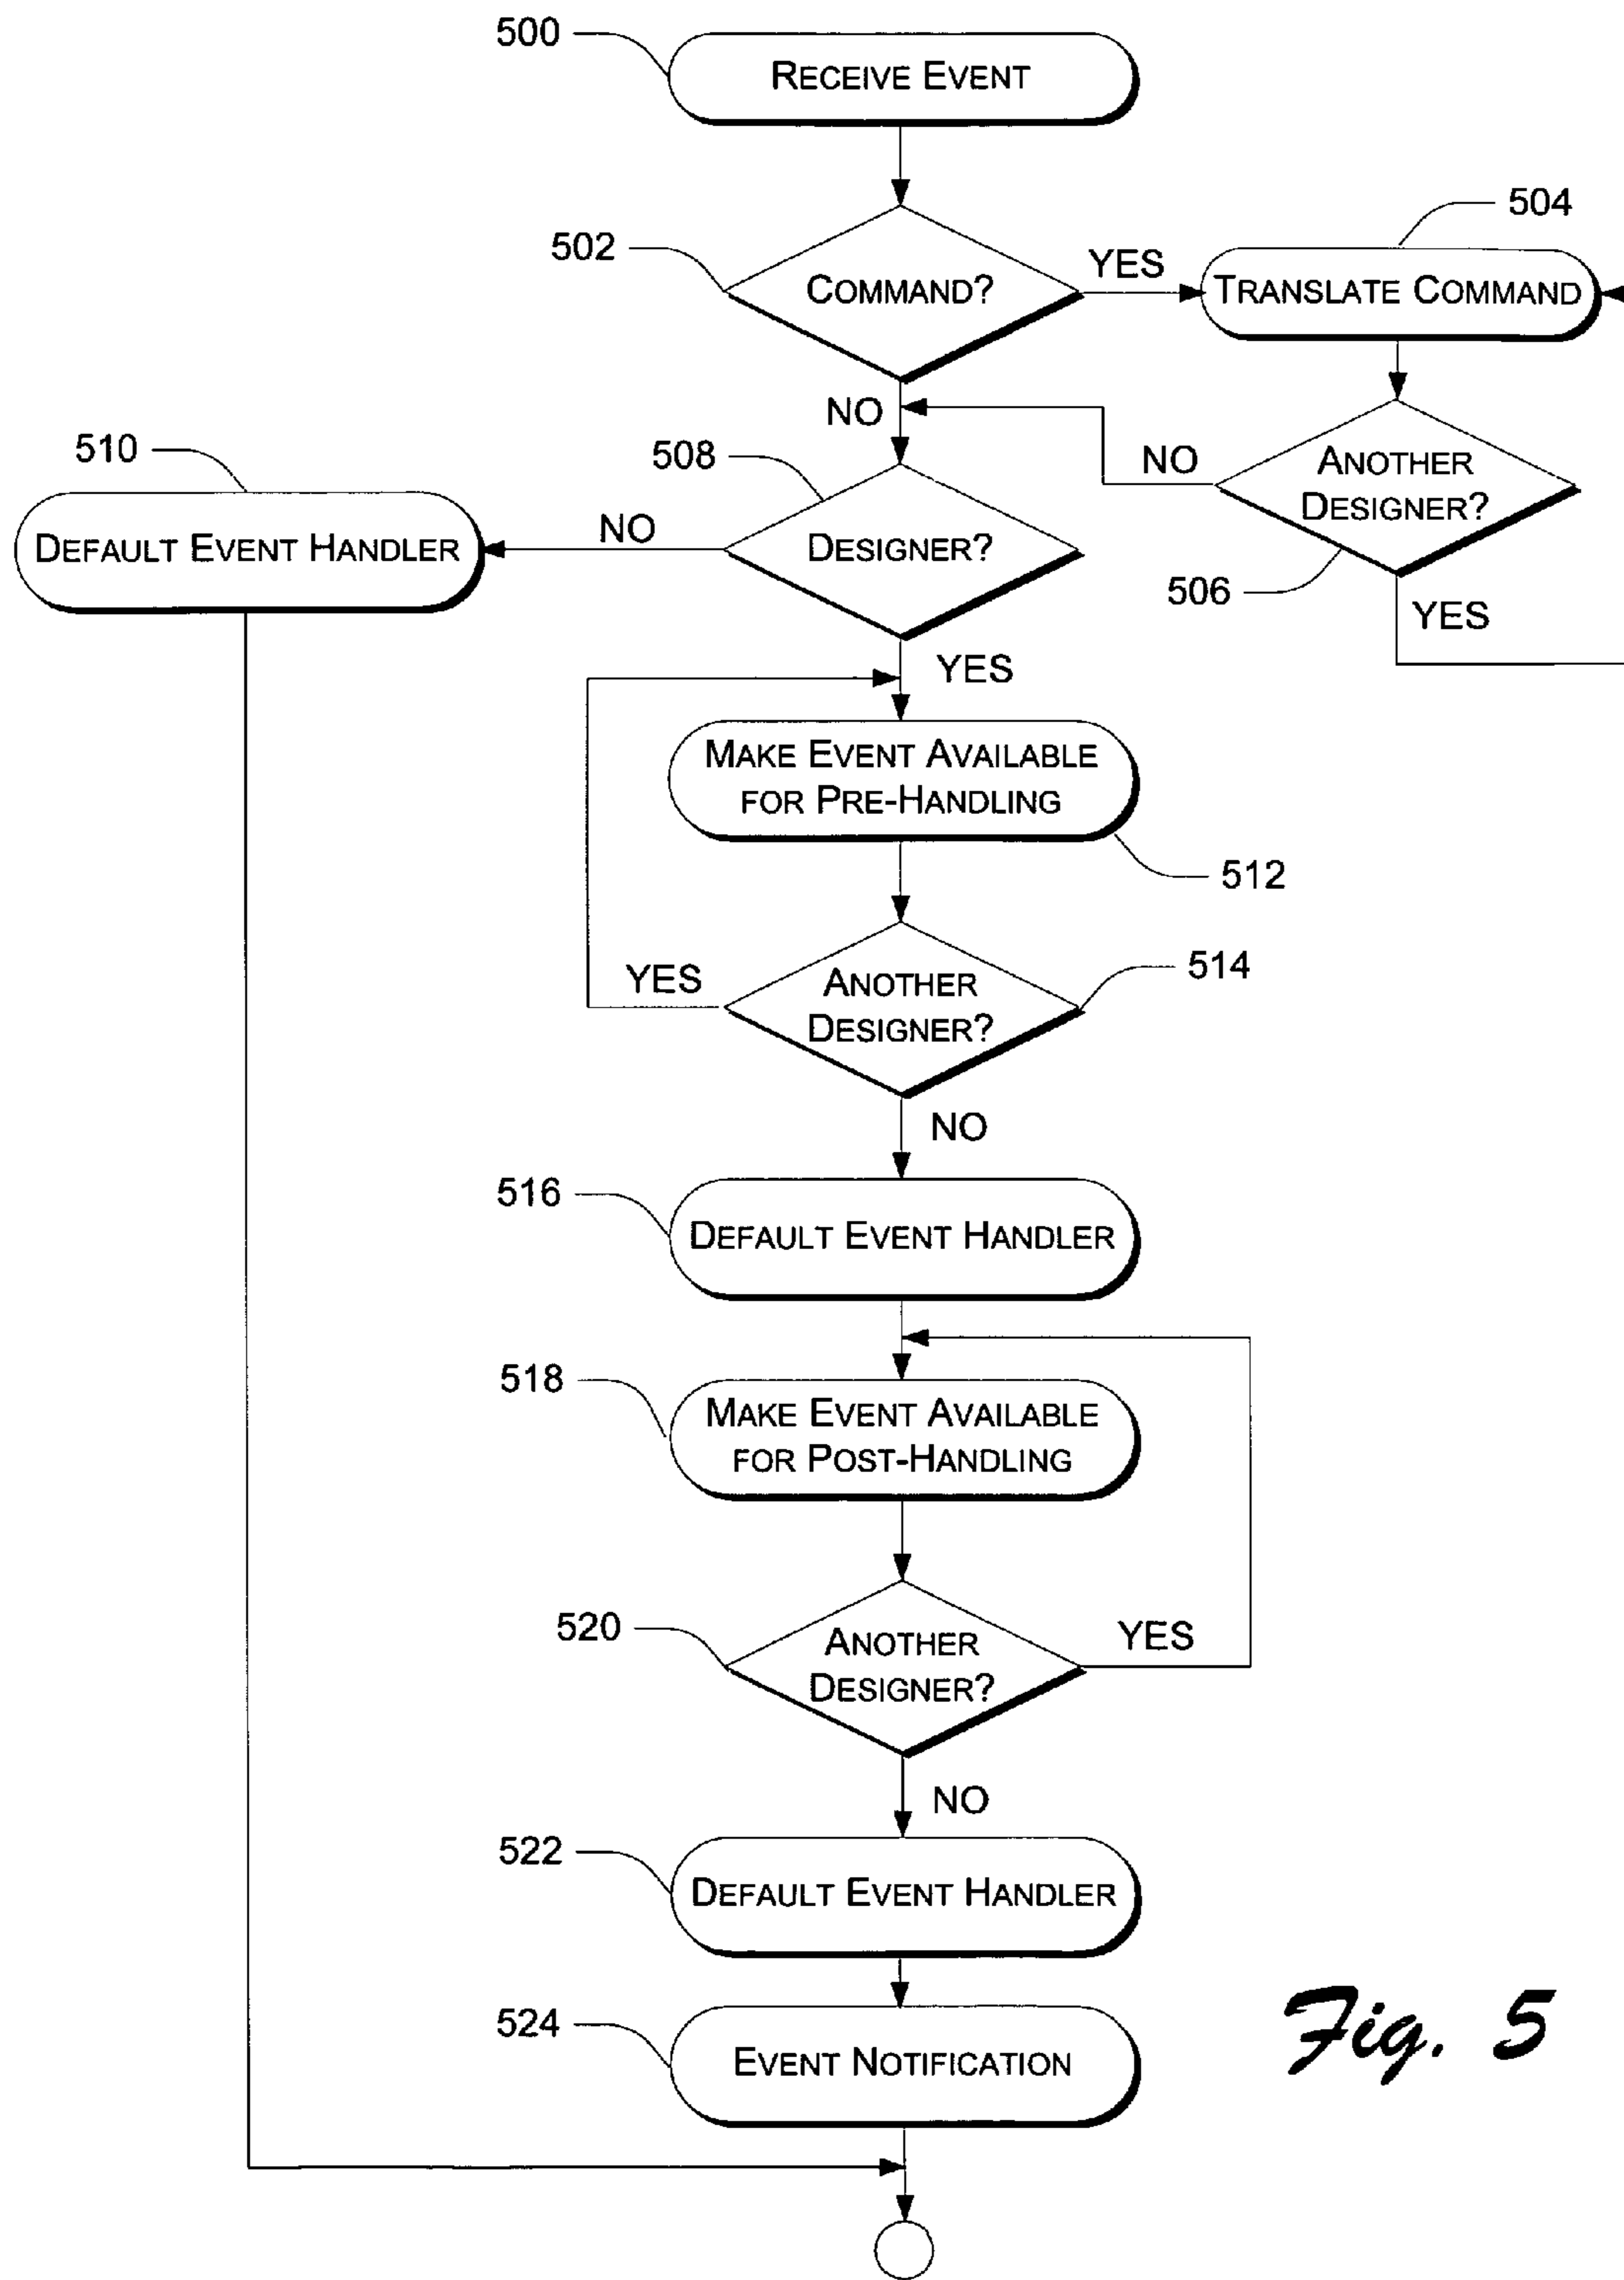 500
RECEIVE EVENT
504
502
COMMAND?
YES
TRANSLATE COMMAND
NO
510
508
NO
ANOTHER
DESIGNER?
DEFAULT EVENT HANDLER
NO
DESIGNER?
506
YES
YES
MAKE EVENT AVAILABLE
FOR PRE-HANDLING
512
514
YES
ANOTHER
DESIGNER?
NO
516
DEFAULT EVENT HANDLER
518
MAKE EVENT AVAILABLE
FOR POST-HANDLING
520
YES
ANOTHER
DESIGNER?
NO
522
DEFAULT EVENT HANDLER
524
EVENT NOTIFICATION
Fig. 5